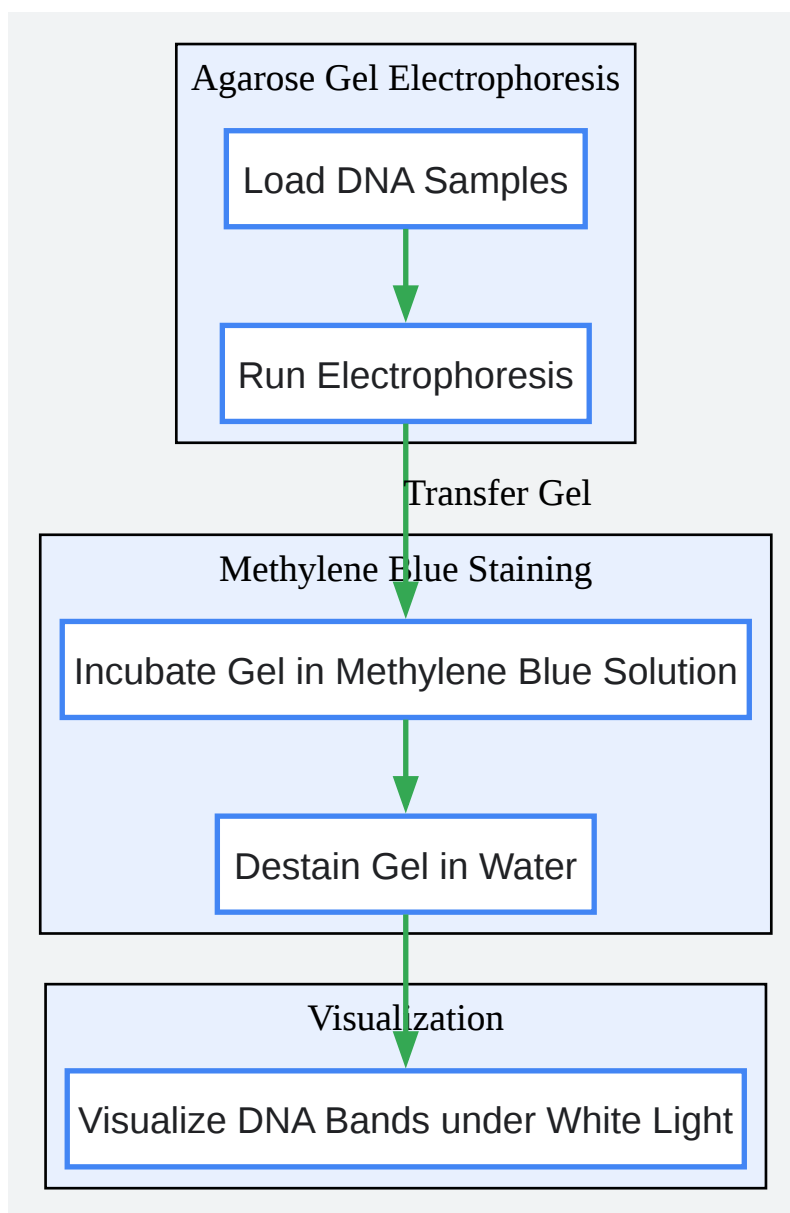 Agarose Gel Electrophoresis
Load DNA Samples
Run Electrophoresis
Transfer Gel
Methylene Blue Staining
Incubate Gel in Methylene Blue Solution
Destain Gel in Water
Visualization
Visualize DNA Bands under White Light